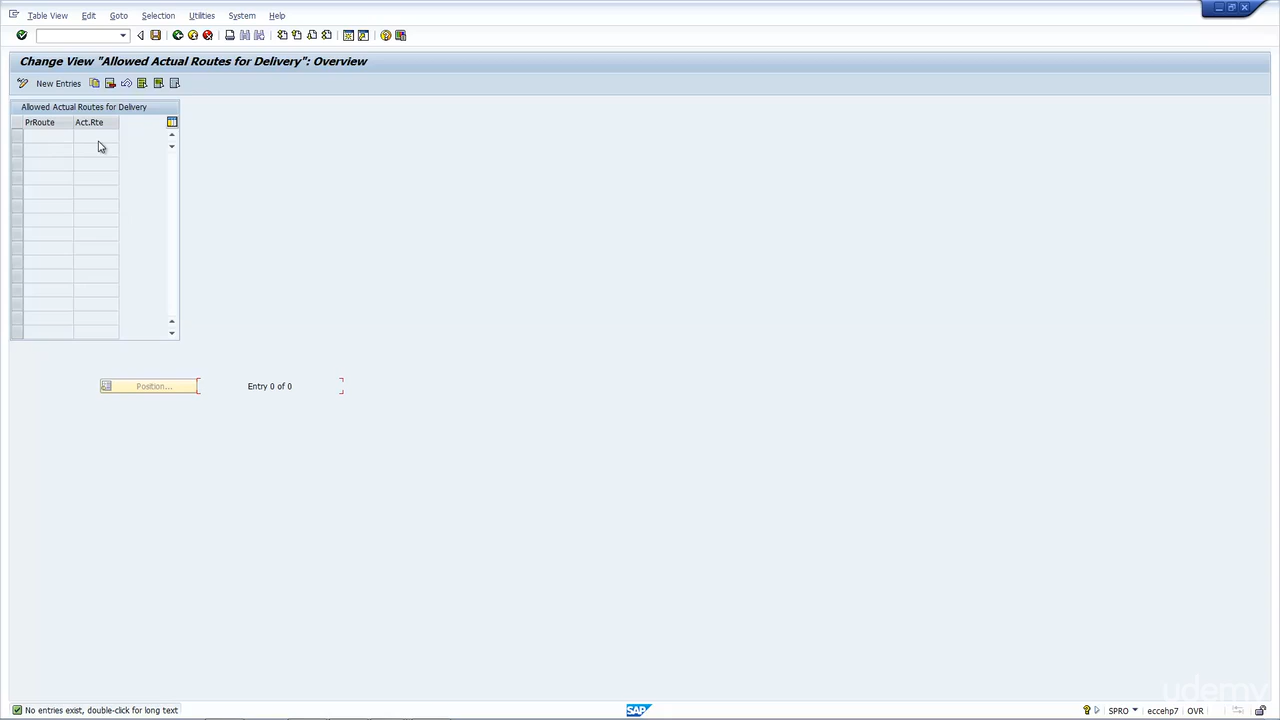 Table View Edit Goto Selection Utilities System Help
Change View "Allowed Actual Routes for Delivery": Overview
New Entries
Allowed Actual Routes for Delivery
PrRoute Act.Rte
Position... Entry 0 of 0
udemy
No entries exist, double-click for long text SAP SPRO eccehp7 OVR